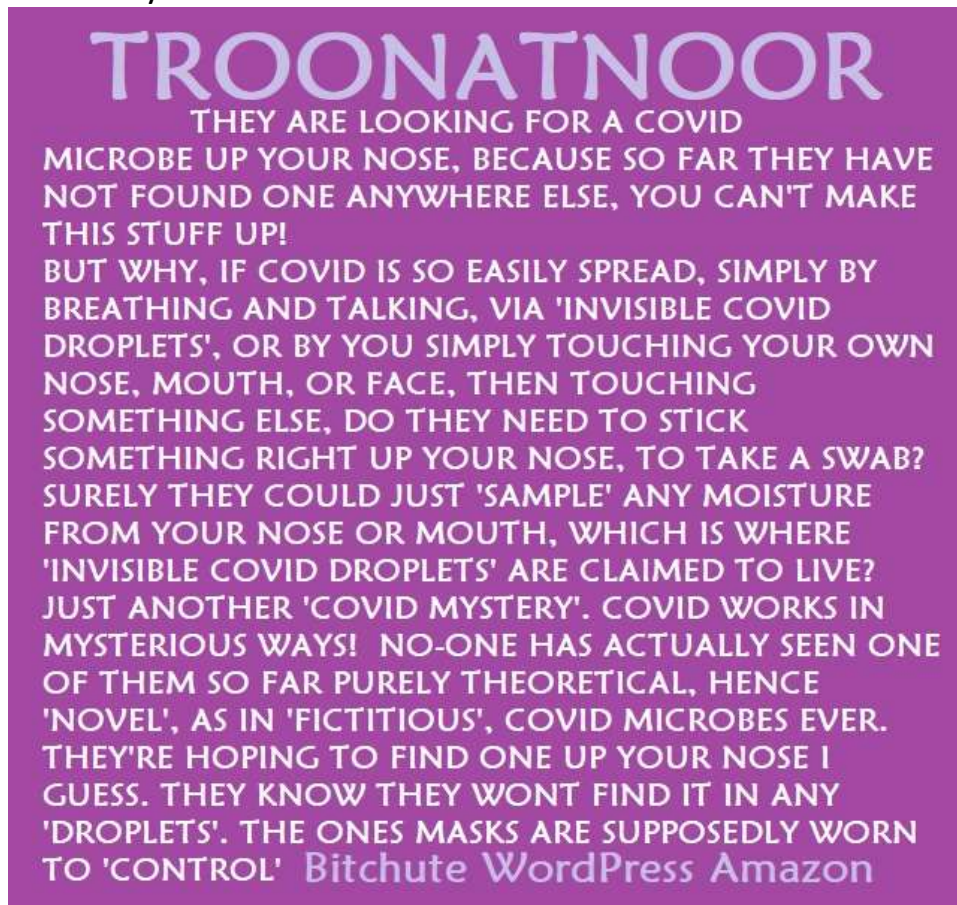 TROONATNOOR
THEY ARE LOOKING FOR A COVID
MICROBE UP YOUR NOSE, BECAUSE SO FAR THEY HAVE
NOT FOUND ONE ANYWHERE ELSE, YOU CAN'T MAKE
THIS STUFF UP!
BUT WHY, IF COVID IS SO EASILY SPREAD, SIMPLY BY
BREATHING AND TALKING, VIA 'INVISIBLE COVID
DROPLETS', OR BY YOU SIMPLY TOUCHING YOUR OWN
NOSE, MOUTH, OR FACE, THEN TOUCHING
SOMETHING ELSE, DO THEY NEED TO STICK
SOMETHING RIGHT UP YOUR NOSE, TO TAKE A SWAB?
SURELY THEY COULD JUST 'SAMPLE' ANY MOISTURE
FROM YOUR NOSE OR MOUTH, WHICH IS WHERE
'INVISIBLE COVID DROPLETS' ARE CLAIMED TO LIVE?
JUST ANOTHER 'COVID MYSTERY'. COVID WORKS IN
MYSTERIOUS WAYS! NO-ONE HAS ACTUALLY SEEN ONE
OF THEM SO FAR PURELY THEORETICAL, HENCE
'NOVEL', AS IN 'FICTITIOUS', COVID MICROBES EVER.
THEY'RE HOPING TO FIND ONE UP YOUR NOSE I
GUESS. THEY KNOW THEY WONT FIND IT IN ANY
'DROPLETS'. THE ONES MASKS ARE SUPPOSEDLY WORN
TO 'CONTROL' Bitchute WordPress Amazon